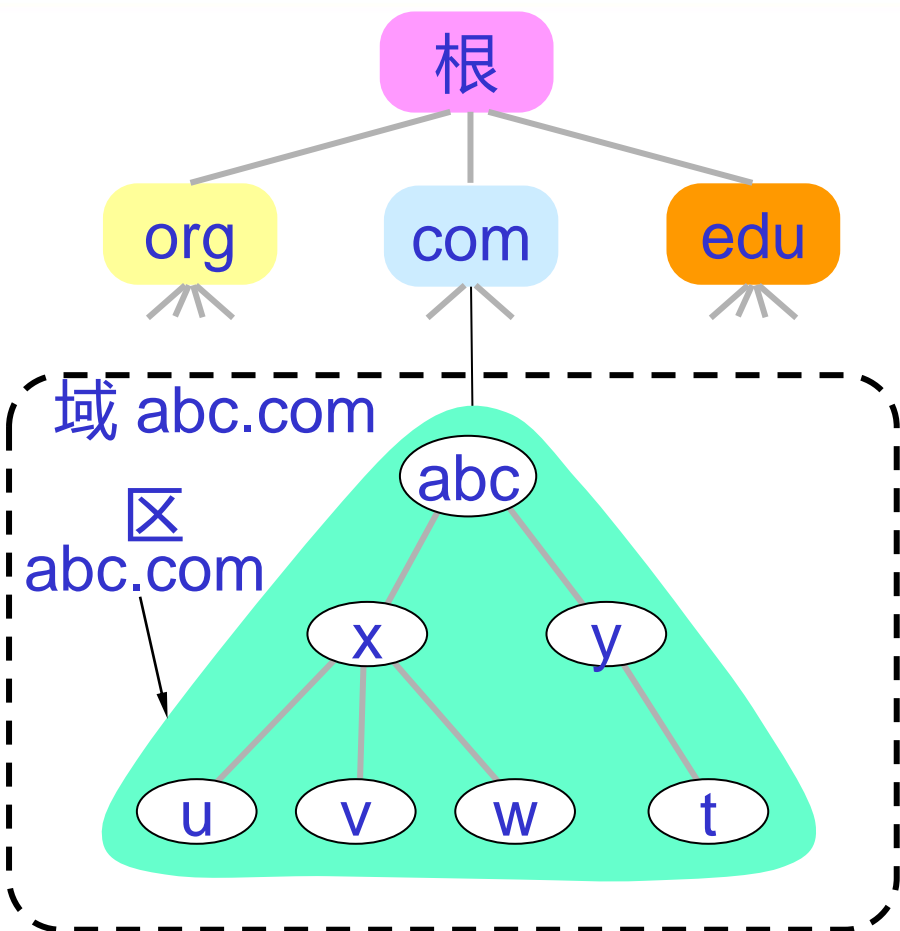 根
org com edu
域 abc.com
abc
区
abc.com
x y
u v w t